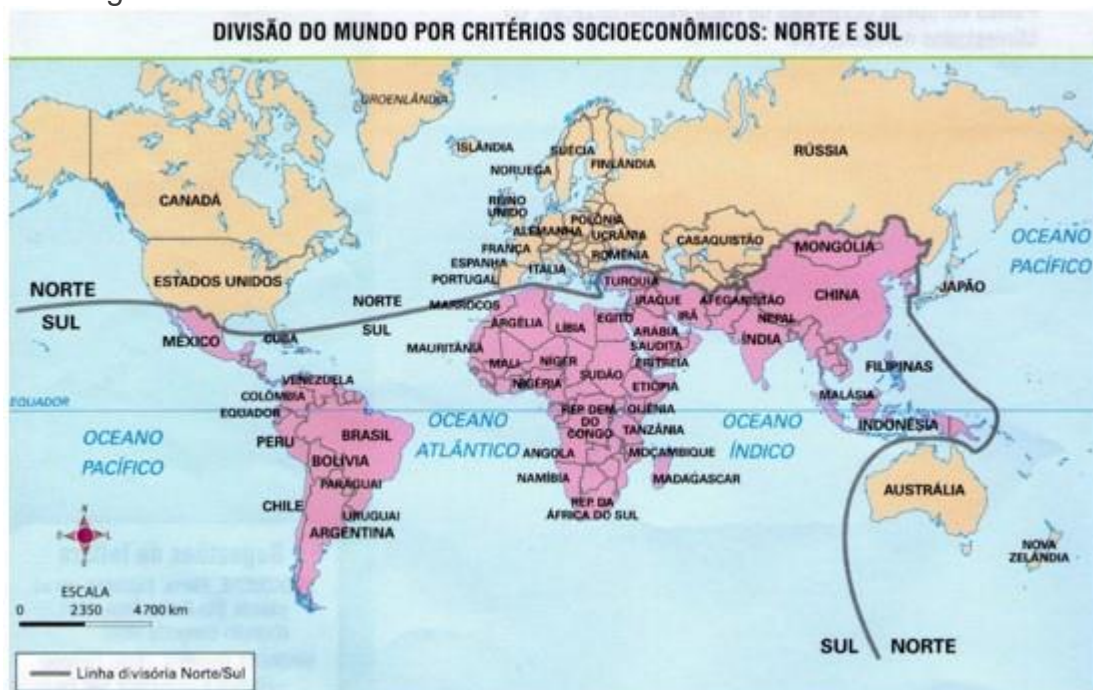 DIVISÃO DO MUNDO POR CRITÉRIOS SOCIOECONÔMICOS: NORTE E SUL
GROENLÂNDIA
ISLÂNDIA
SUÉCIA
NORUEGA
FINLÂNDIA
RÚSSIA
CANADÁ
REINO
UNIDO
POLÔNIA
ALEMANHA
UCRÂNIA
CASAQUISTÃO
FRANÇA
ROMÊNIA
MONGÓLIA
OCEANO
PACÍFICO
ESPANHA
ITALIA
PORTUGAL
ESTADOS UNIDOS
TURQUIA
CHINA
JAPÃO
NORTE
SUL
NORTE
SUL
MARROCOS
IRAQUE
AFEGANISTÃO
ARGÉLIA
LÍBIA
EGITO
IRÃ
NEPAL
MÉXICO
CUBA
MAURITÂNIA
ARABIA
SAUDITA
ÍNDIA
MALI
NIGER
SUDÃO
ERITREIA
FILIPINAS
VENEZUELA
NIGÉRIA
ETIÓPIA
COLÔMBIA
MALÁSIA
EQUADOR
EQUADOR
REP. DEM.
DO
CONGO
QUÊNIA
INDONÉSIA
OCEANO
PACÍFICO
PERU
BRASIL
OCEANO
ATLÂNTICO
TANZÂNIA
OCEANO
ÍNDICO
BOLÍVIA
ANGOLA
MOÇAMBIQUE
PARAGUAI
NAMÍBIA
MADAGASCAR
AUSTRÁLIA
CHILE
URUGUAI
REP. DA
ÁFRICA DO SUL
ARGENTINA
NOVA
ZELÂNDIA
N
ESCALA
0 2350 4700 km
SUL NORTE
Linha divisória Norte/Sul